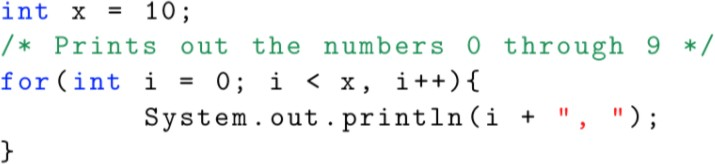 int x = 10;
/* Prints out the numbers 0 through 9 */
for(int i = 0; i < x, i++){
System.out.println(i + ", ");
}